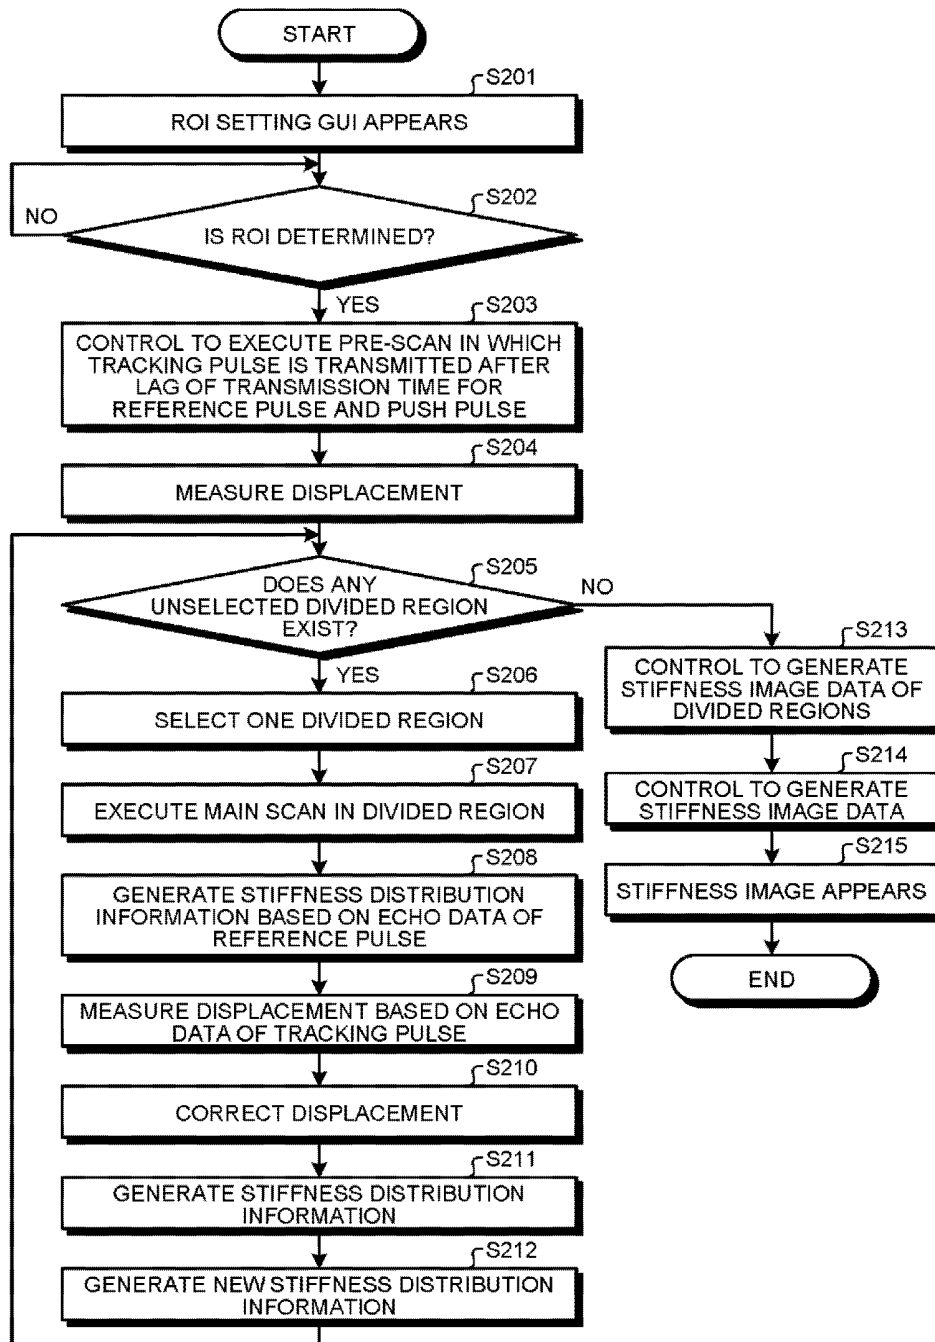 START
S201
ROI SETTING GUI APPEARS
S202
NO
IS ROI DETERMINED?
YES
S203
CONTROL TO EXECUTE PRE-SCAN IN WHICH
TRACKING PULSE IS TRANSMITTED AFTER
LAG OF TRANSMISSION TIME FOR
REFERENCE PULSE AND PUSH PULSE
S204
MEASURE DISPLACEMENT
S205
DOES ANY
UNSELECTED DIVIDED REGION
EXIST?
NO
YES
S206
SELECT ONE DIVIDED REGION
S207
EXECUTE MAIN SCAN IN DIVIDED REGION
S208
GENERATE STIFFNESS DISTRIBUTION
INFORMATION BASED ON ECHO DATA OF
REFERENCE PULSE
S209
MEASURE DISPLACEMENT BASED ON ECHO
DATA OF TRACKING PULSE
S210
CORRECT DISPLACEMENT
S211
GENERATE STIFFNESS DISTRIBUTION
INFORMATION
S212
GENERATE NEW STIFFNESS DISTRIBUTION
INFORMATION
S213
CONTROL TO GENERATE
STIFFNESS IMAGE DATA OF
DIVIDED REGIONS
S214
CONTROL TO GENERATE
STIFFNESS IMAGE DATA
S215
STIFFNESS IMAGE APPEARS
END